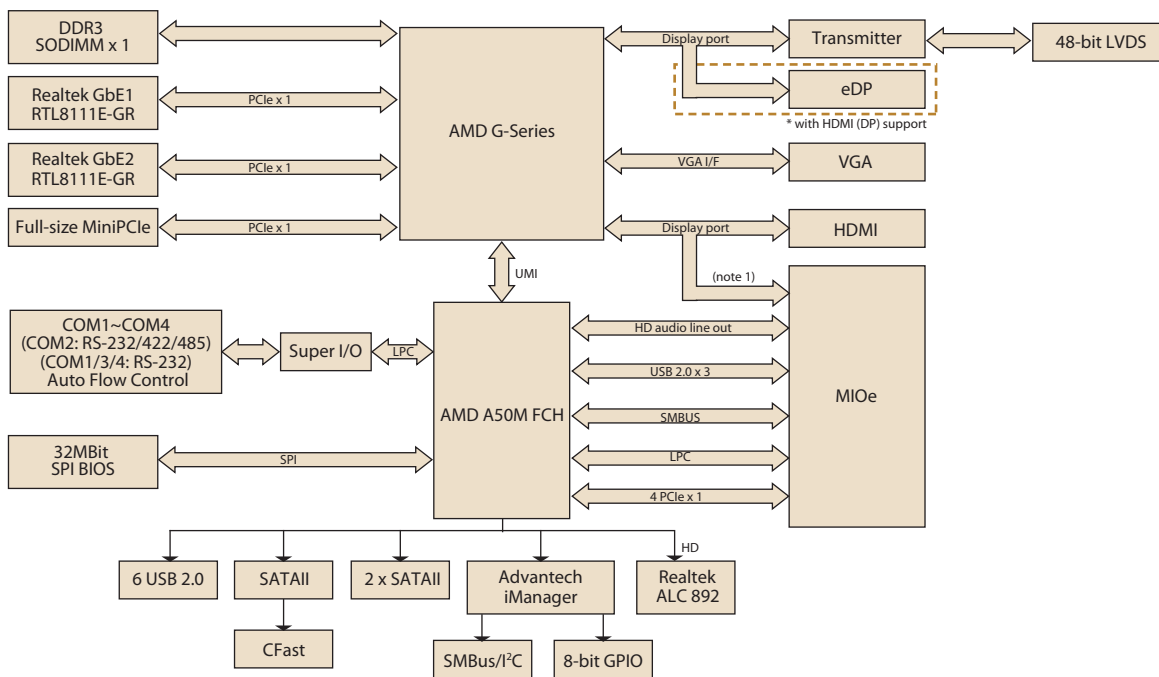 DDR3
SODIMM x 1
Display port
Transmitter
48-bit LVDS
Realtek GbE1
RTL8111E-GR
PCIe x 1
AMD G-Series
eDP
* with HDMI (DP) support
Realtek GbE2
RTL8111E-GR
PCIe x 1
VGA I/F
VGA
Full-size MiniPCIe
PCIe x 1
Display port
HDMI
UMI
(note 1)
COM1~COM4
(COM2: RS-232/422/485)
(COM1/3/4: RS-232)
Auto Flow Control
Super I/O
LPC
AMD A50M FCH
HD audio line out
USB 2.0 x 3
SMBUS
LPC
4 PCIe x 1
MIOe
32MBit
SPI BIOS
SPI
HD
6 USB 2.0
SATAII
2 x SATAII
Advantech
iManager
Realtek
ALC 892
CFast
SMBus/I²C
8-bit GPIO